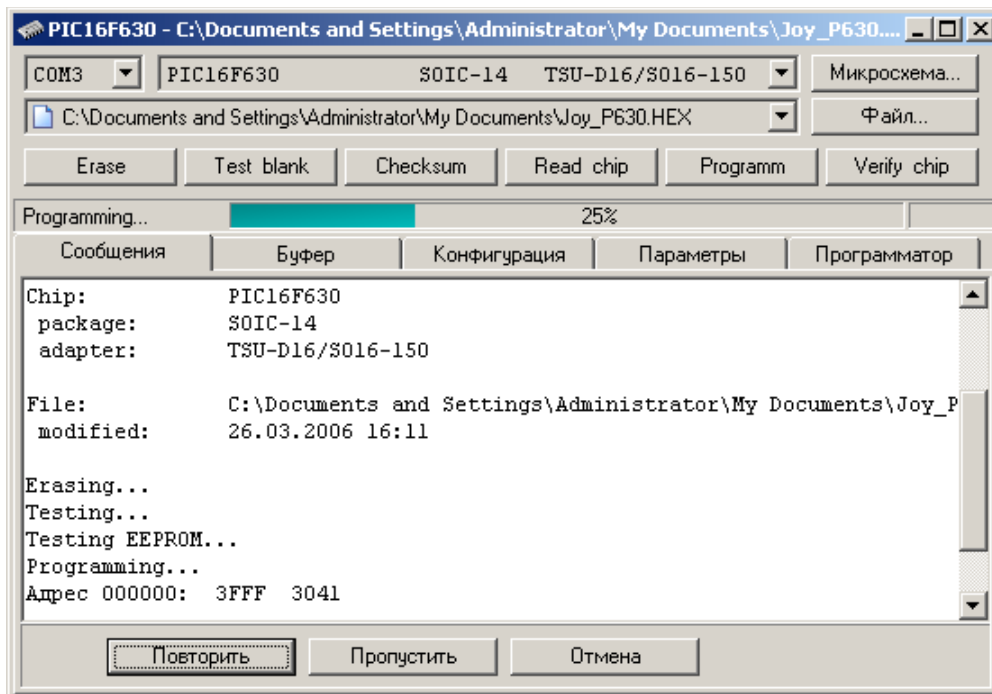 PIC16F630 - C:\Documents and Settings\Administrator\My Documents\Joy_P630....
COM3 PIC16F630 SOIC-14 TSU-D16/SO16-150 Микросхема...
C:\Documents and Settings\Administrator\My Documents\Joy_P630.HEX Файл...
Erase Test blank Checksum Read chip Programm Verify chip
Programming... 25%
Сообщения Буфер Конфигурация Параметры Программатор
Chip: PIC16F630
package: SOIC-14
adapter: TSU-D16/SO16-150
File: C:\Documents and Settings\Administrator\My Documents\Joy_P
modified: 26.03.2006 16:11
Erasing...
Testing...
Testing EEPROM...
Programming...
Адрес 000000: 3FFF 3041
Повторить Пропустить Отмена